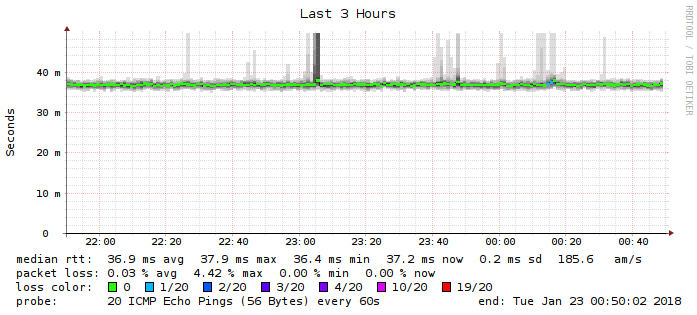 Last 3 Hours
RRDTOOL / TOBI OETIKER
Seconds
40 m
30 m
20 m
10 m
0
22:00 22:20 22:40 23:00 23:20 23:40 00:00 00:20 00:40
median rtt: 36.9 ms avg 37.9 ms max 36.4 ms min 37.2 ms now 0.2 ms sd 185.6 am/s
packet loss: 0.03 % avg 4.42 % max 0.00 % min 0.00 % now
loss color: 0 1/20 2/20 3/20 4/20 10/20 19/20
probe: 20 ICMP Echo Pings (56 Bytes) every 60s end: Tue Jan 23 00:50:02 2018